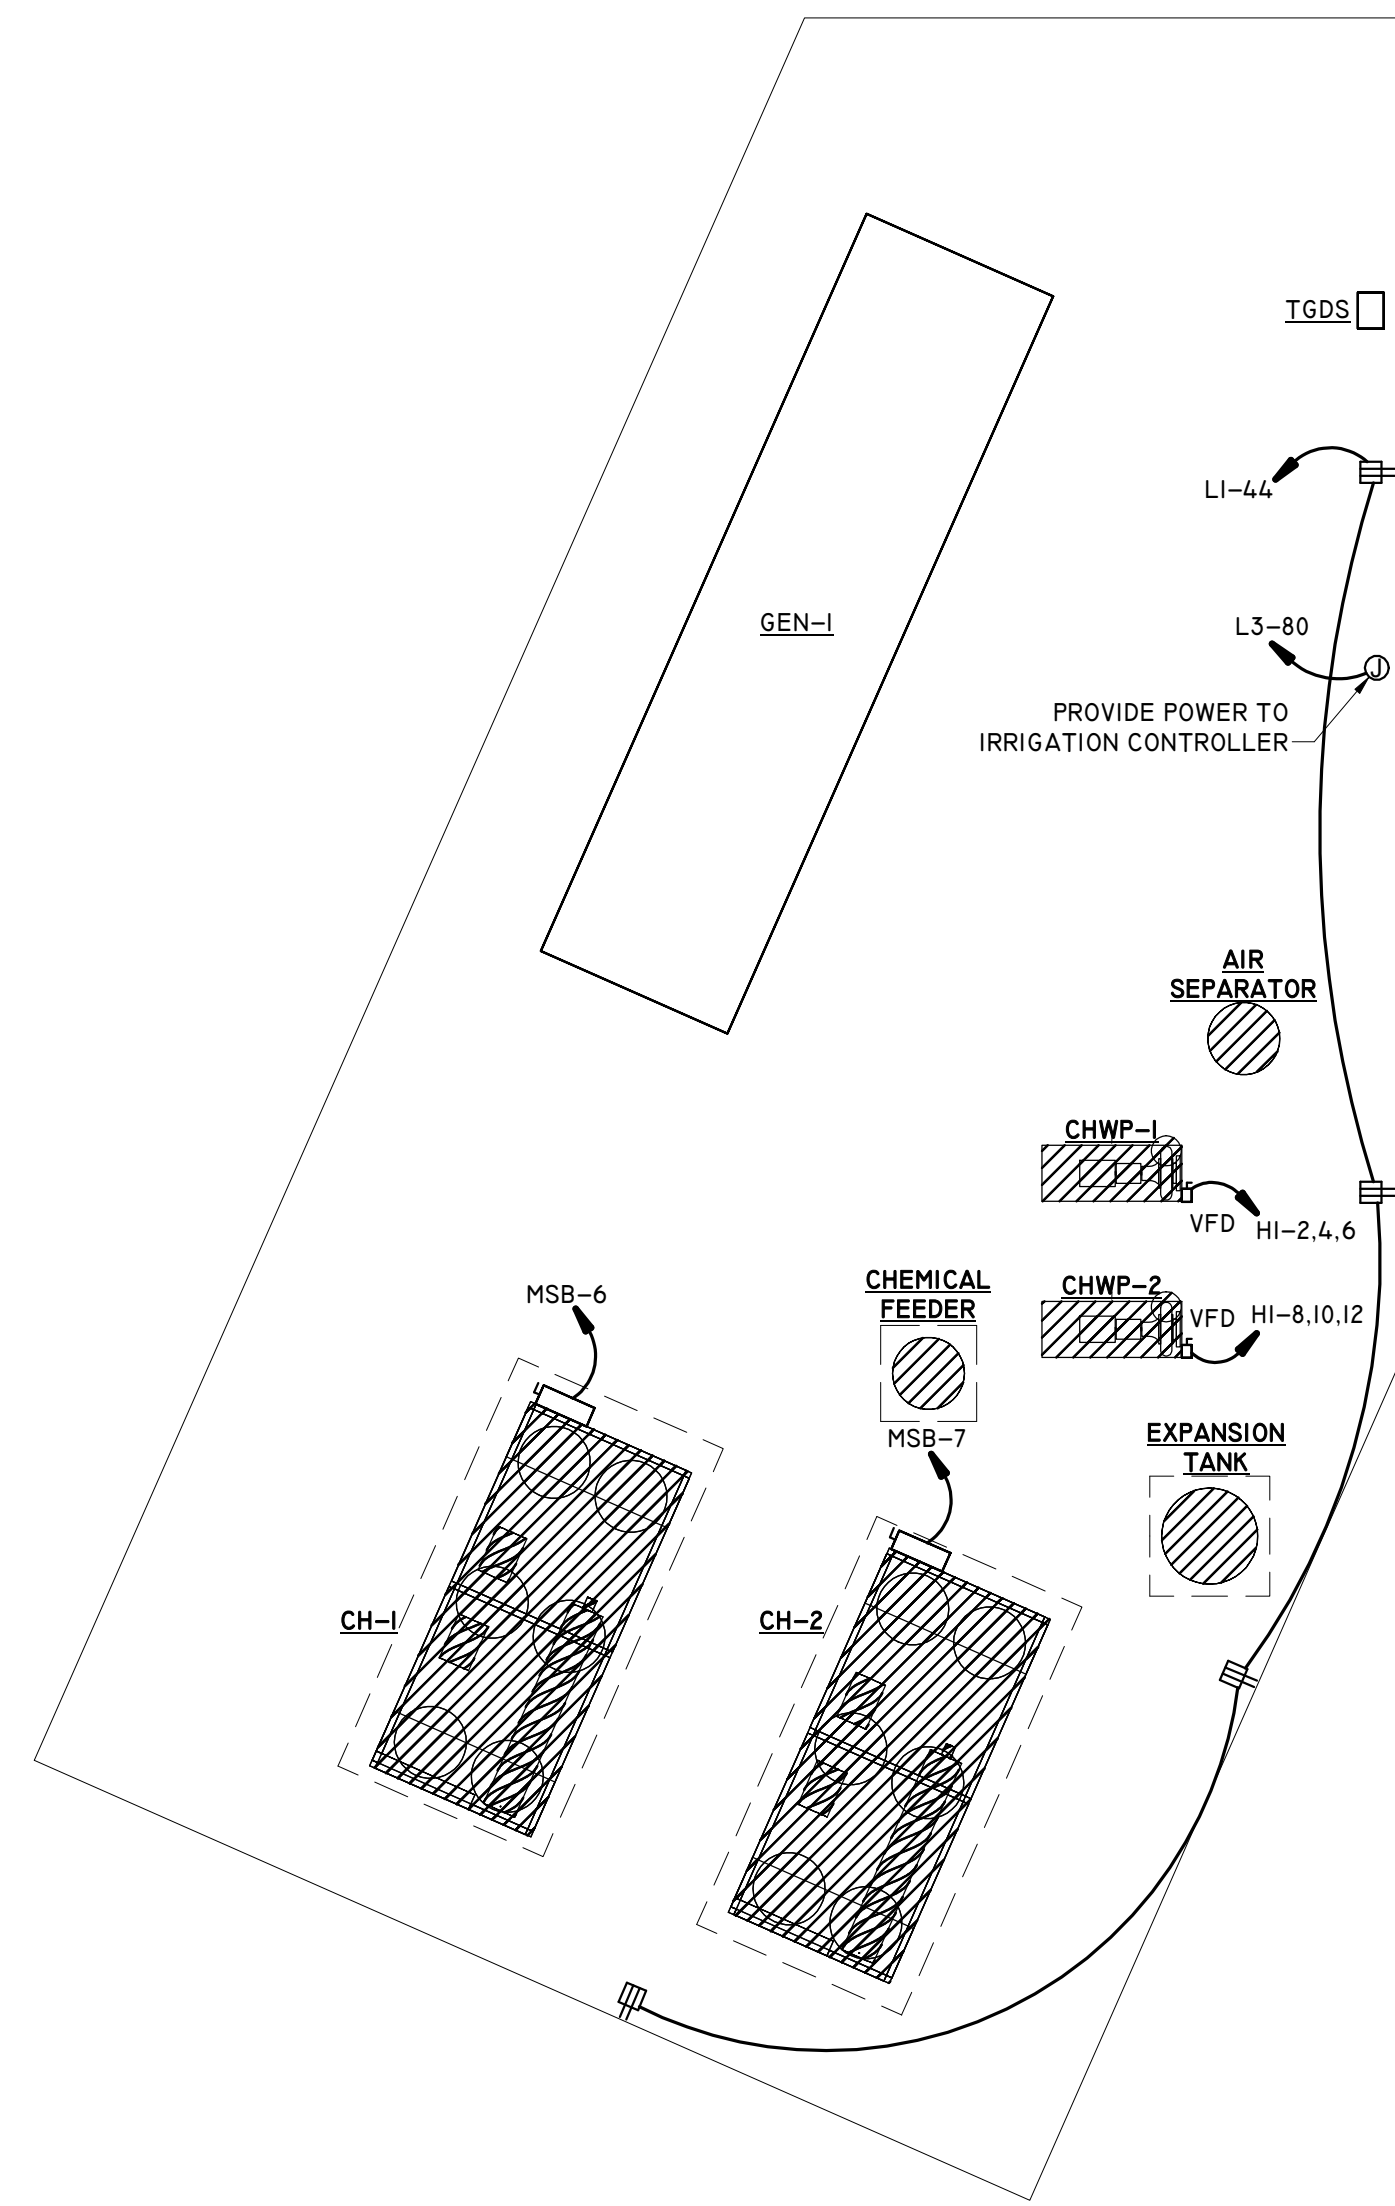 TGDS
L1-44
GEN-1
L3-80
J
PROVIDE POWER TO
IRRIGATION CONTROLLER
AIR
SEPARATOR
CHWP-1
VFD
H1-2,4,6
CHEMICAL
FEEDER
CHWP-2
VFD
H1-8,10,12
MSB-6
MSB-7
EXPANSION
TANK
CH-1
CH-2